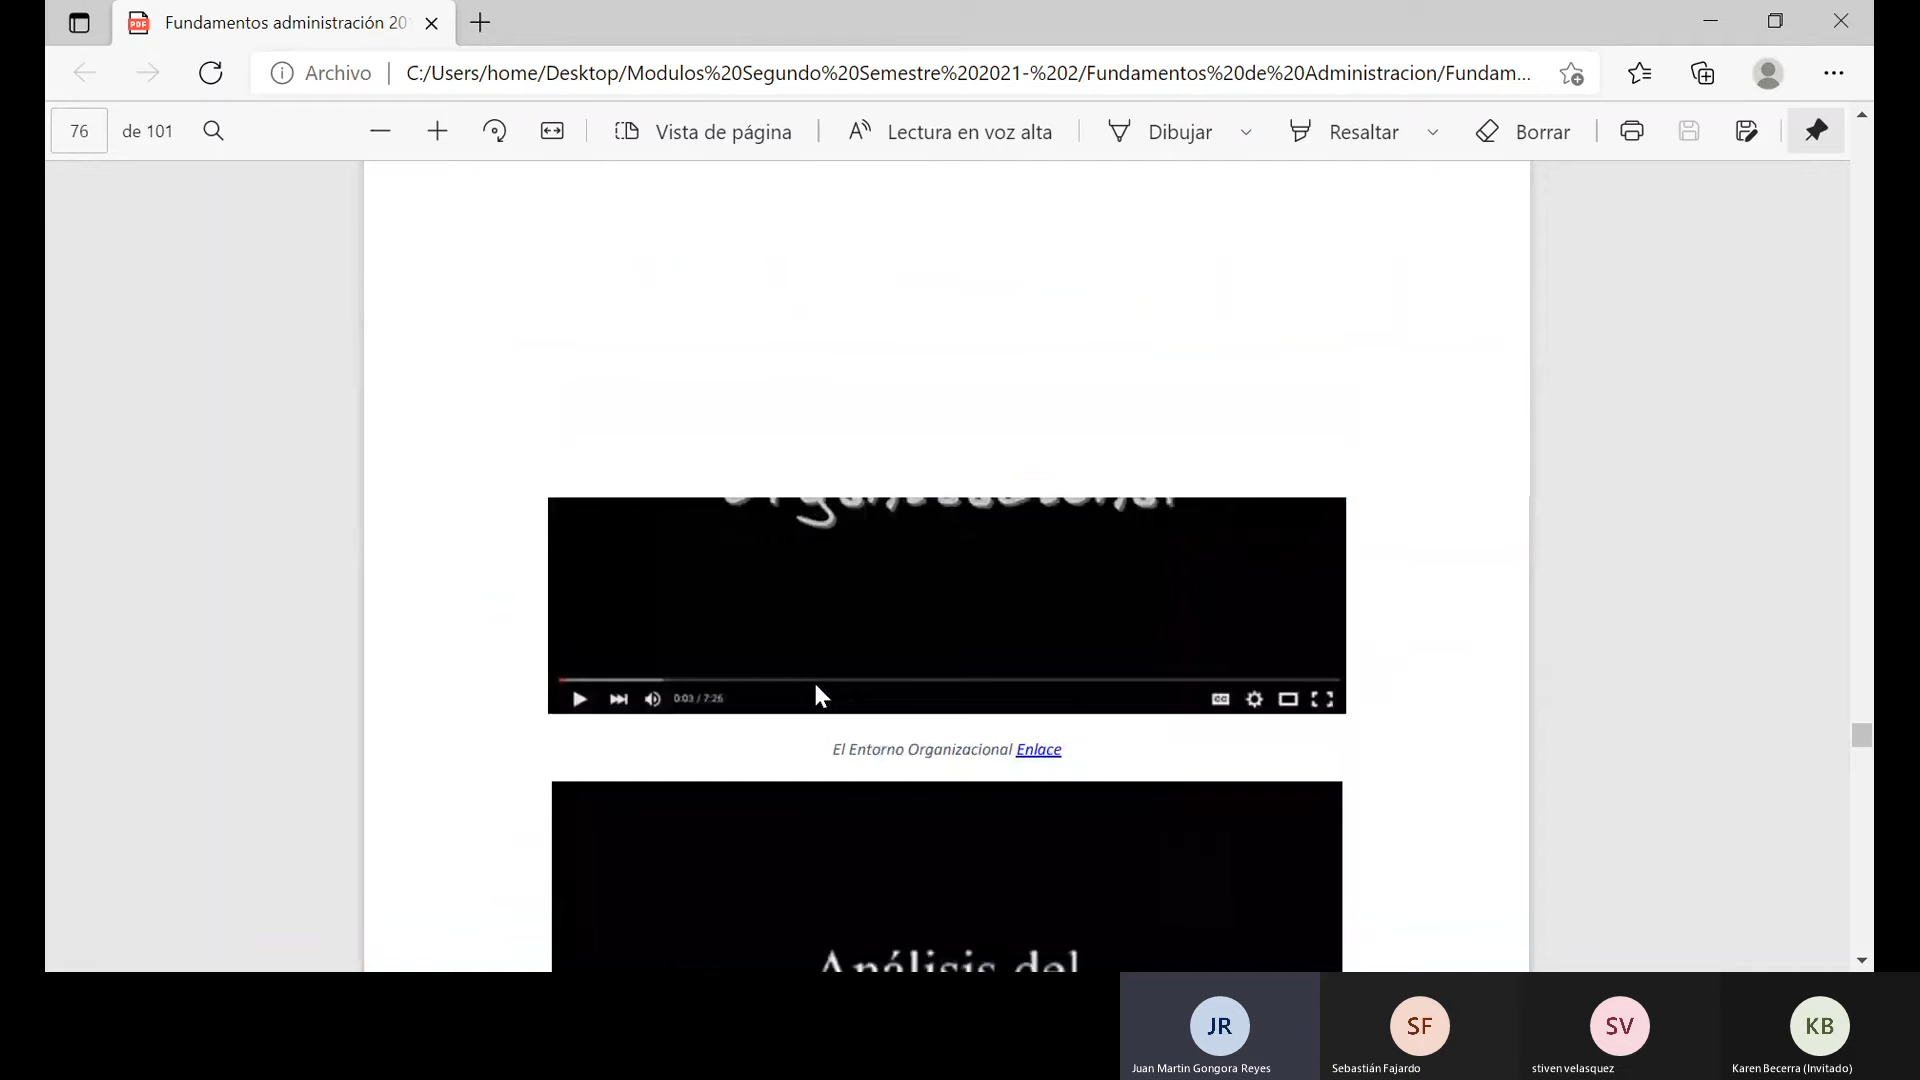 Fundamentos administración 20
Archivo
C:/Users/home/Desktop/Modulos%20Segundo%20Semestre%202021-%202/Fundamentos%20de%20Administracion/Fundam...
76
de 101
Vista de página
Lectura en voz alta
Dibujar
Resaltar
Borrar
0:03 / 7:26
El Entorno Organizacional Enlace
Análisis del
JR
SF
SV
KB
Juan Martin Gongora Reyes
Sebastián Fajardo
stiven velasquez
Karen Becerra (Invitado)